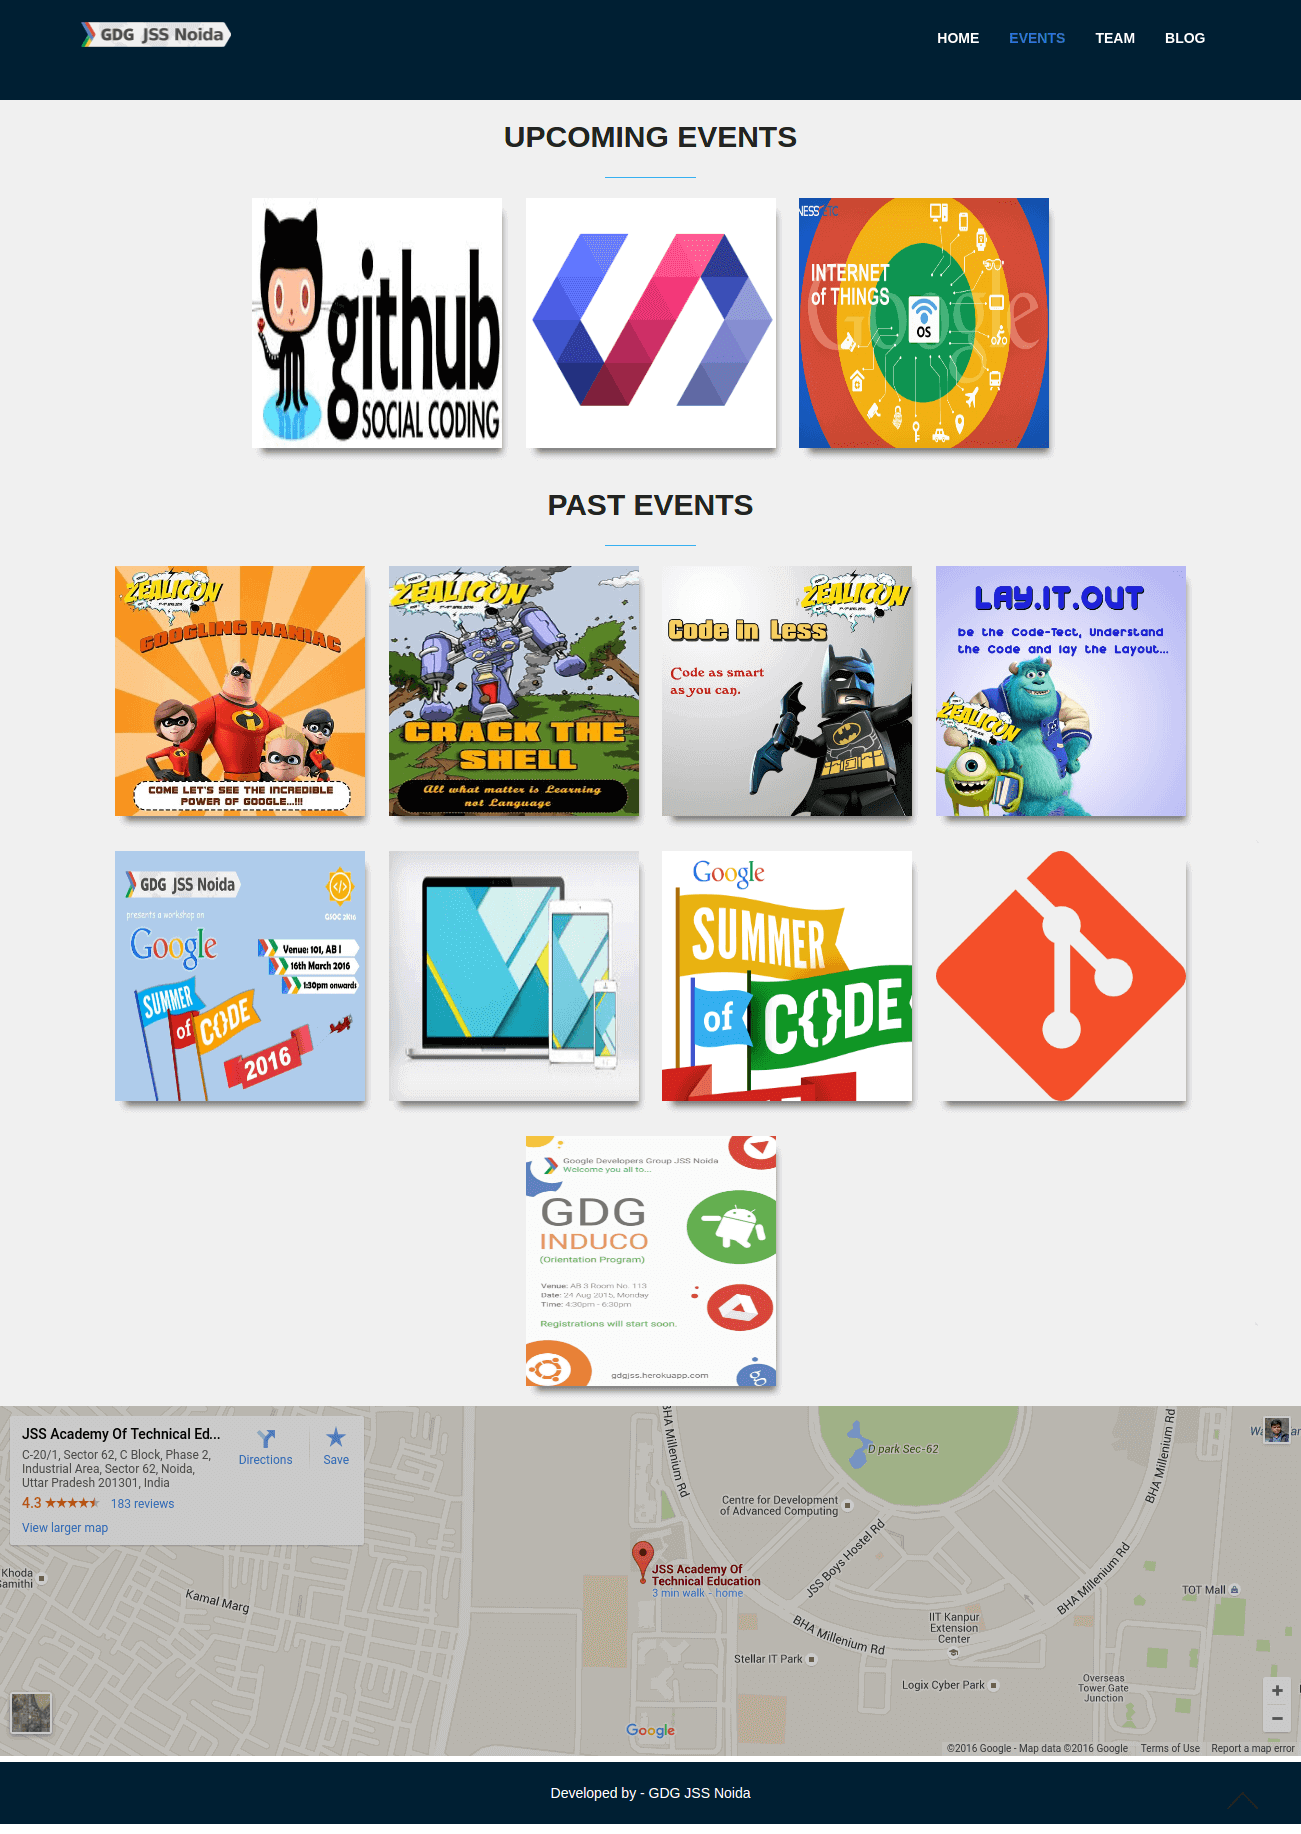 GDG JSS Noida
HOME
EVENTS
TEAM
BLOG
UPCOMING EVENTS
github
SOCIAL CODING
INTERNET
of THINGS
Google
OS
PAST EVENTS
ZEALICON
GOOGLING MANIAC
COME LET'S SEE THE INCREDIBLE
POWER OF GOOGLE...!!!
ZEALICON
CRACK THE
SHELL
All what matter is Learning
not Language
ZEALICON
Code in Less
Code as smart
as you can.
LAY.IT.OUT
be the Code-Tect, Understand
the Code and lay the Layout...
ZEALICON
GDG JSS Noida
presents a workshop on
GSOC 2K16
Google
Venue: 101, AB I
16th March 2016
1:30pm onwards
SUMMER
of
CODE
2016
Google
SUMMER
of
CODE
Google Developers Group JSS Noida
Welcome you all to...
GDG
INDUCO
(Orientation Program)
Venue: AB 3 Room No. 113
Date: 24 Aug 2015, Monday
Time: 4:30pm - 6:30pm
Registrations will start soon.
gdgjss.herokuapp.com
JSS Academy Of Technical Ed...
C-20/1, Sector 62, C Block, Phase 2,
Industrial Area, Sector 62, Noida,
Uttar Pradesh 201301, India
4.3
183 reviews
View larger map
Directions
Save
BHA Millenium Rd
D park Sec-62
BHA Millenium Rd
Centre for Development
of Advanced Computing
JSS Boys Hostel Rd
JSS Academy Of
Technical Education
3 min walk - home
BHA Millenium Rd
TOT Mall
Khoda
Kamal Marg
BHA Millenium Rd
IIT Kanpur
Extension
Center
Stellar IT Park
Logix Cyber Park
Overseas
Tower Gate
Junction
Google
©2016 Google - Map data ©2016 Google
Terms of Use
Report a map error
Developed by - GDG JSS Noida